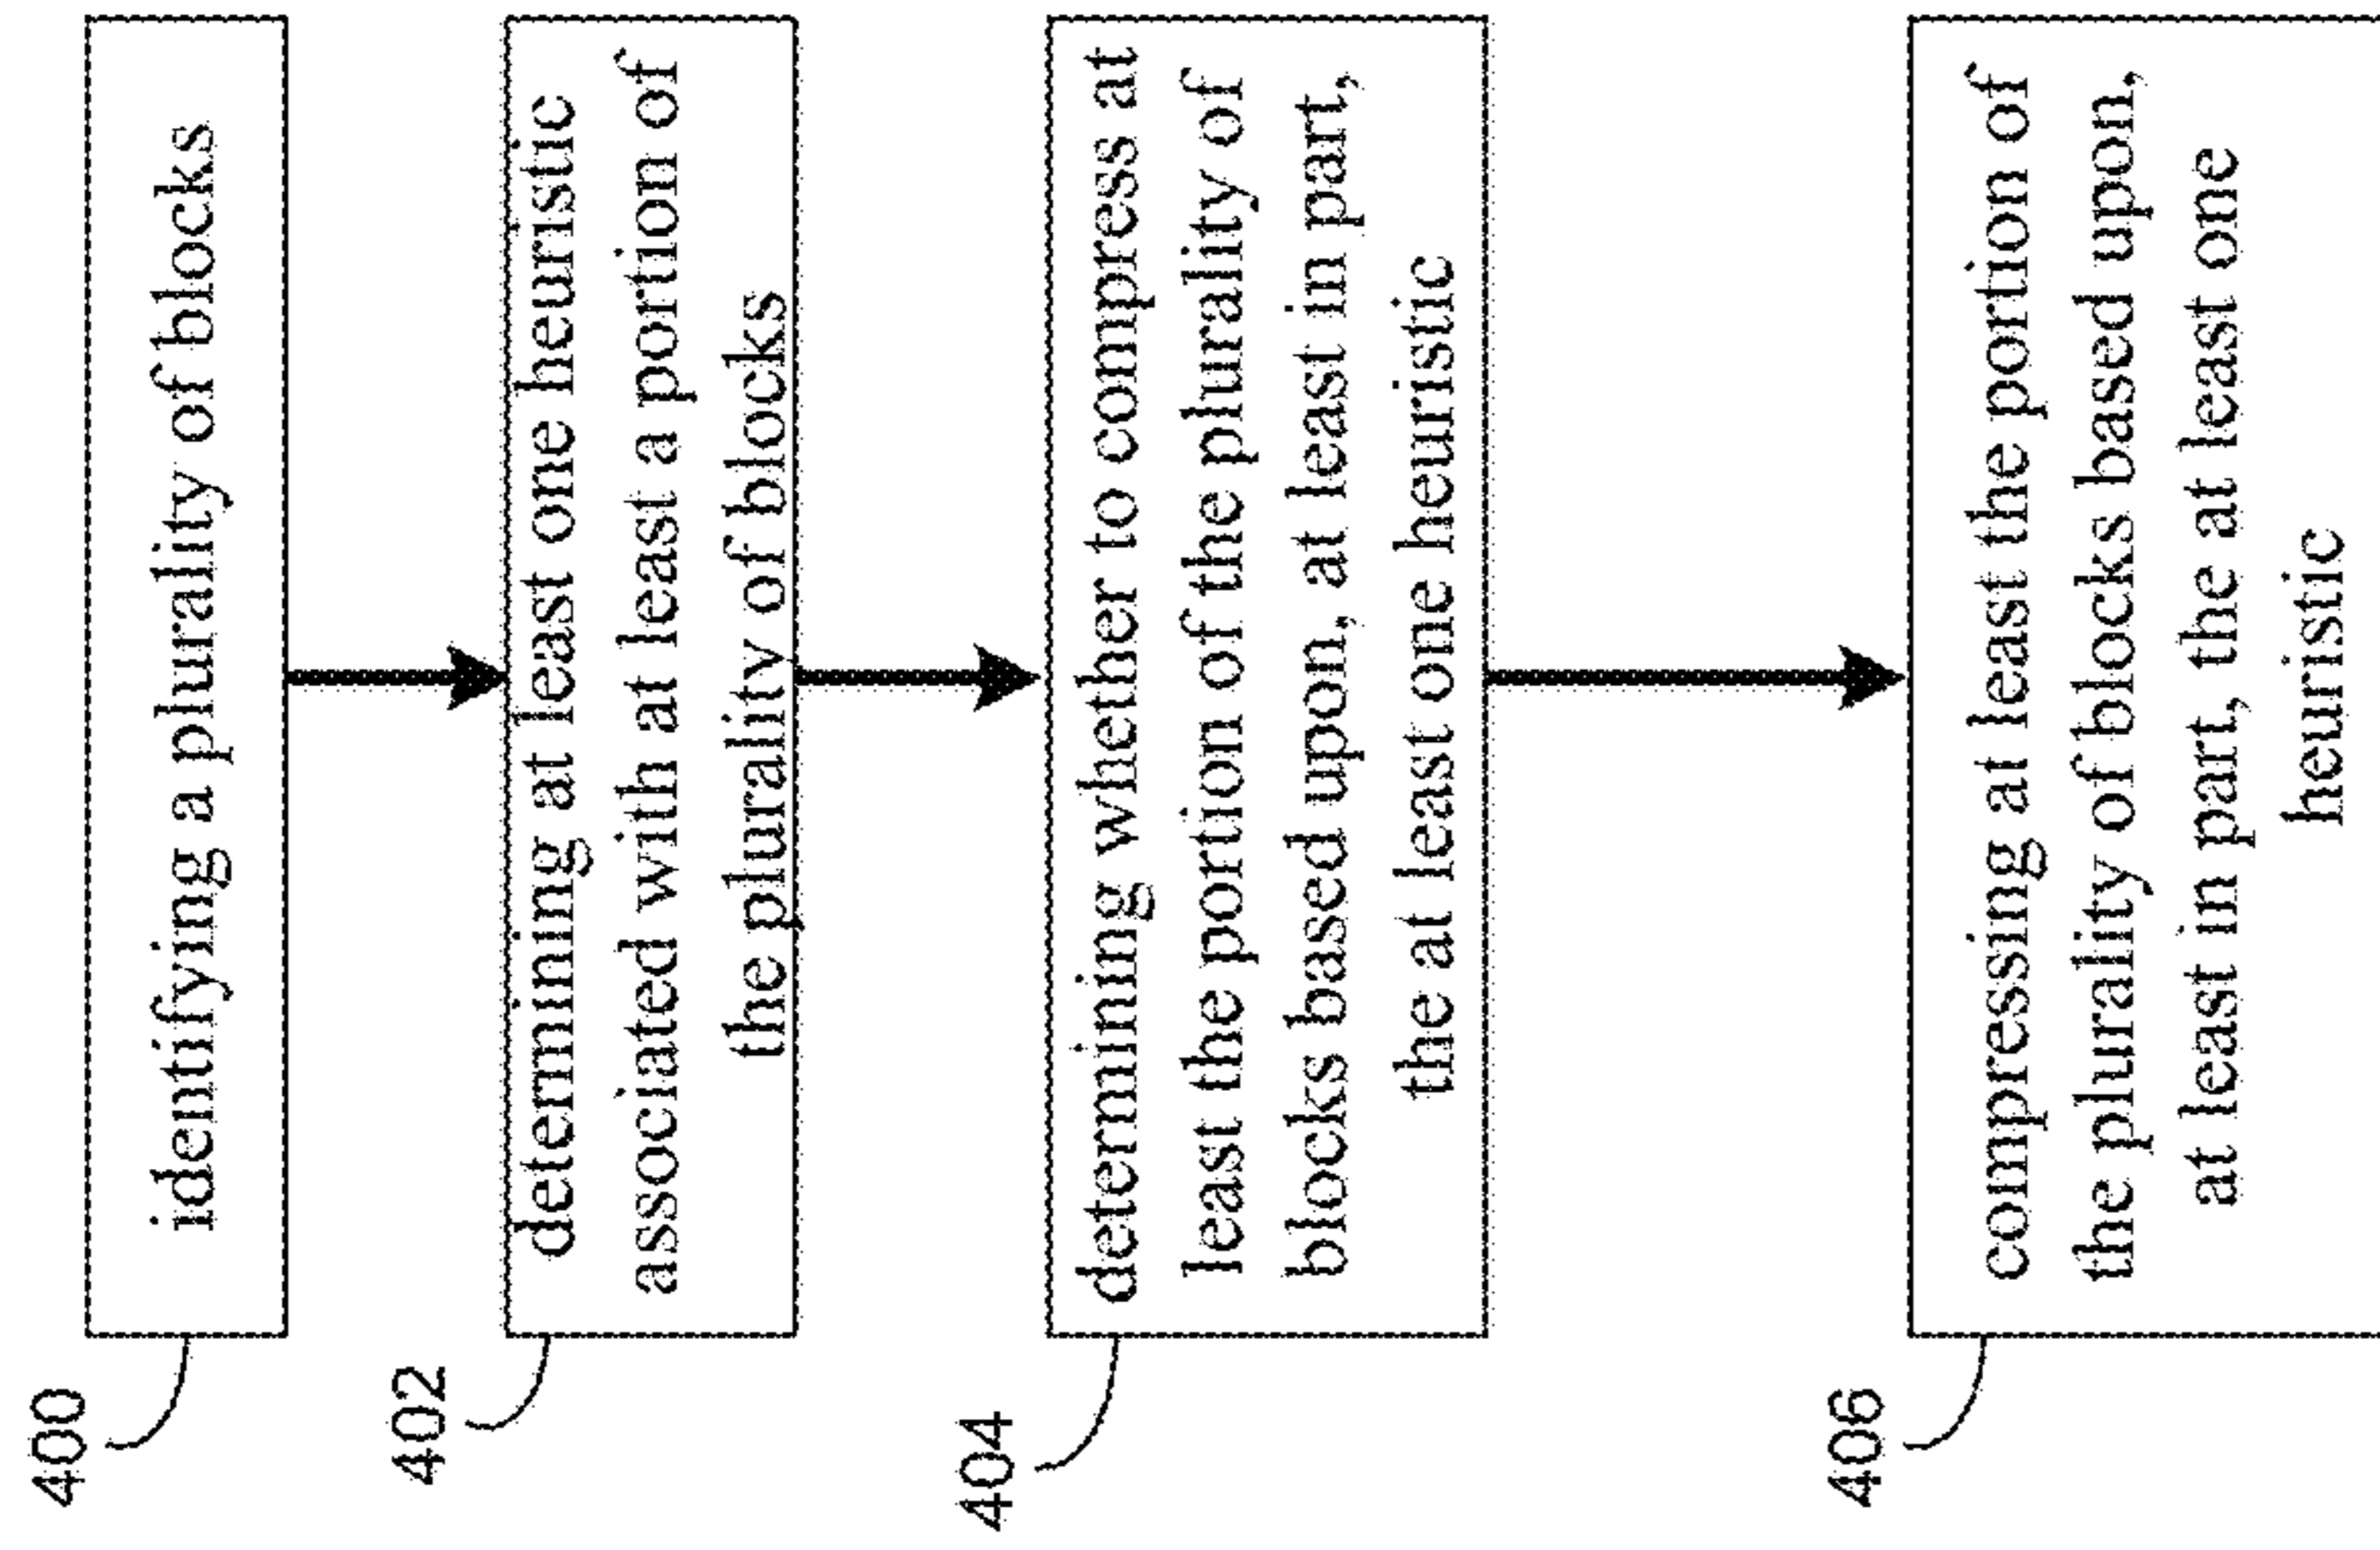 400
identifying a plurality of blocks
402
determining at least one heuristic
associated with at least a portion of
the plurality of blocks
404
determining whether to compress at
least the portion of the plurality of
blocks based upon, at least in part,
the at least one heuristic
406
compressing at least the portion of
the plurality of blocks based upon,
at least in part, the at least one
heuristic